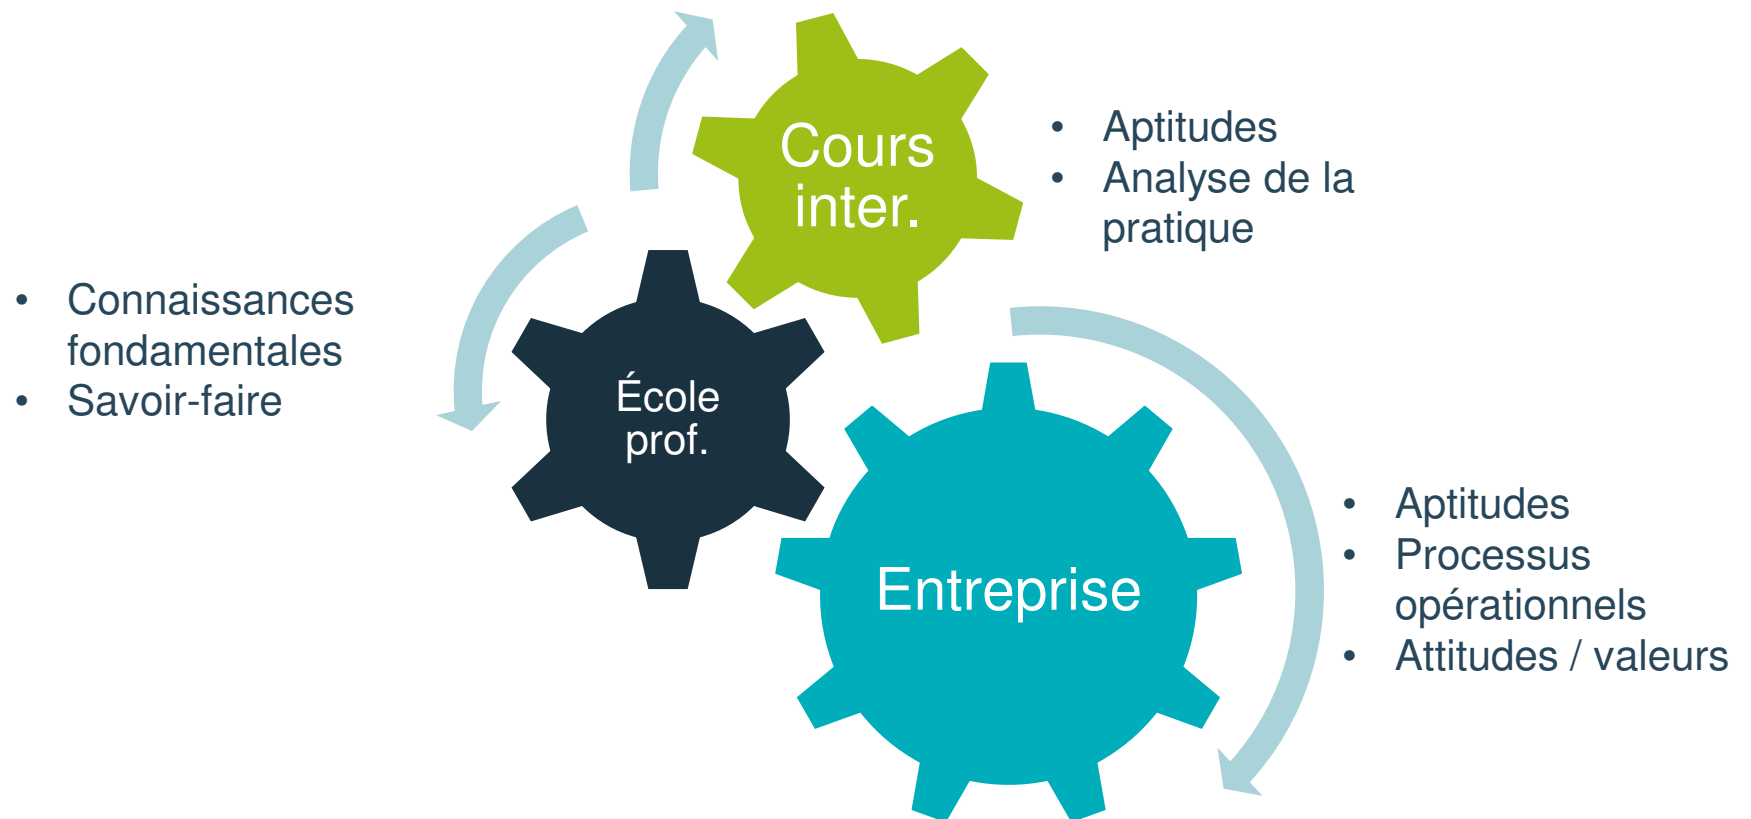 Cours
inter.
• Aptitudes
• Analyse de la
pratique
• Connaissances
fondamentales
• Savoir-faire
École
prof.
Entreprise
• Aptitudes
• Processus
opérationnels
• Attitudes / valeurs